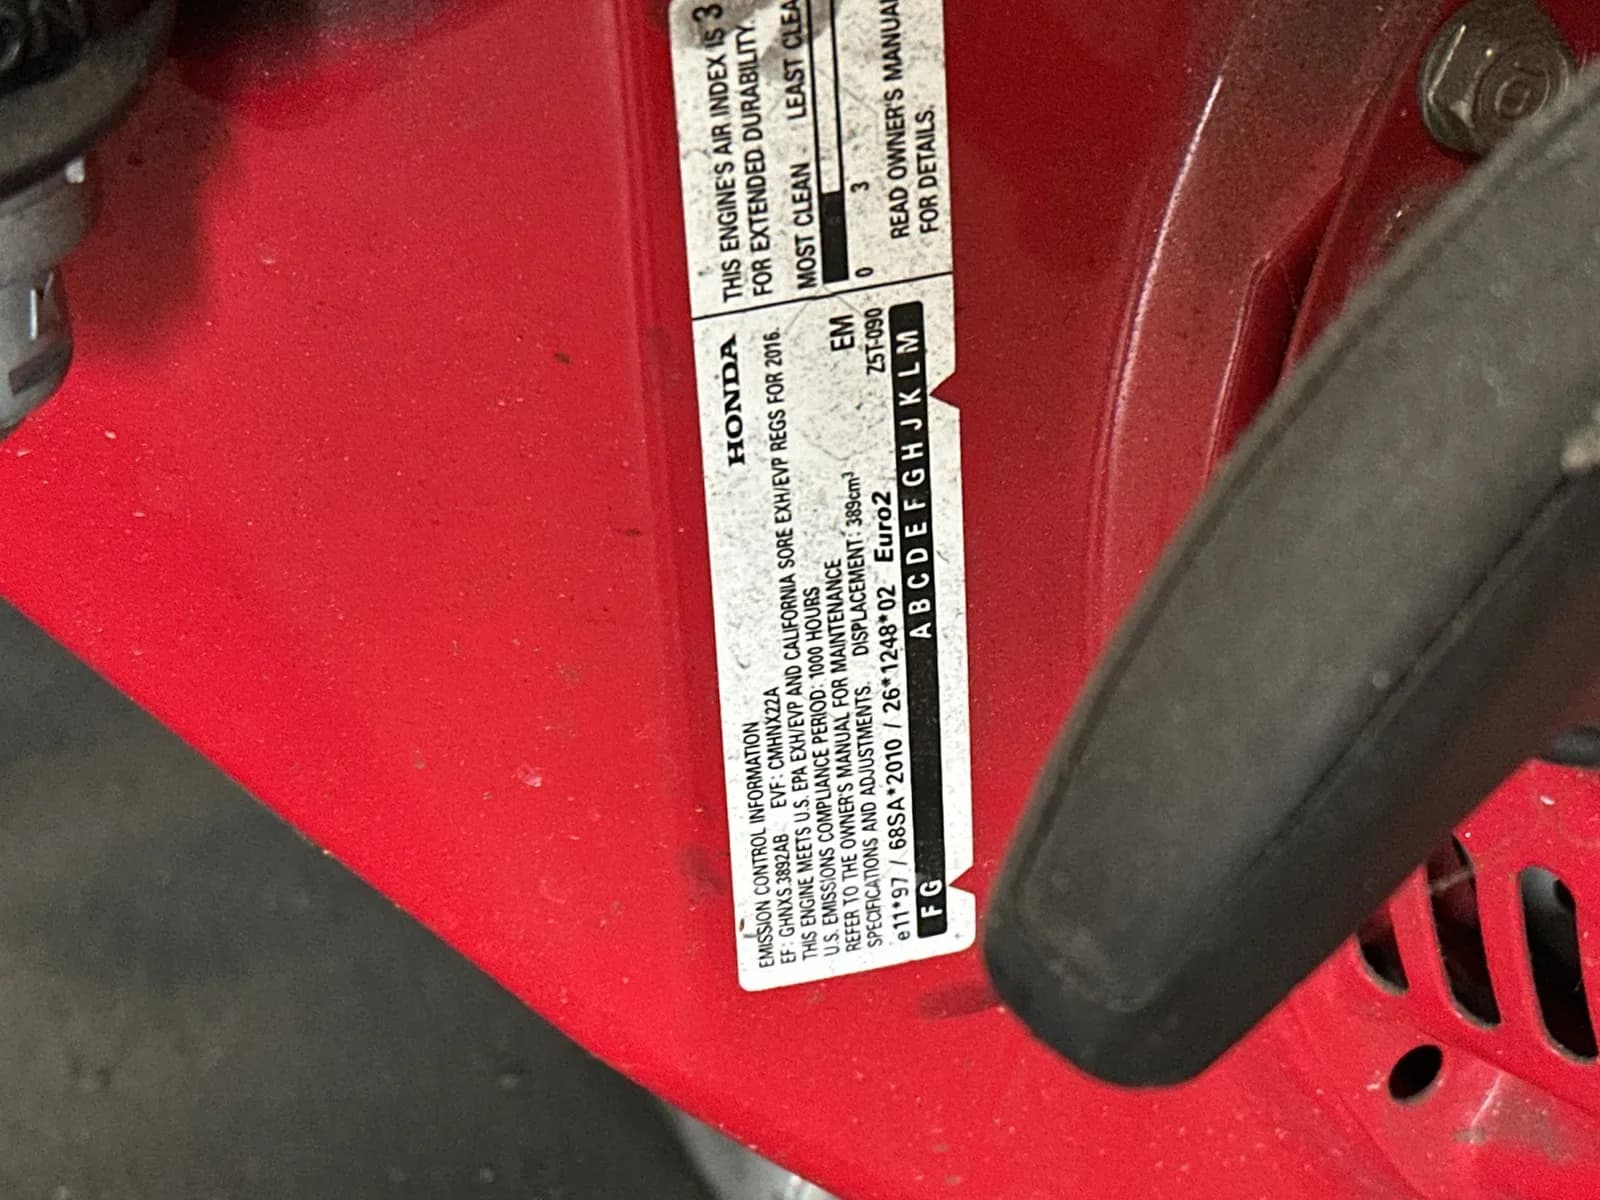 HONDA
EMISSION CONTROL INFORMATION
EF: GHNXS.3892AB EVF: CMHNX22A
THIS ENGINE MEETS U.S. EPA EXH/EVP AND CALIFORNIA SORE EXH/EVP REGS FOR 2016.
U.S. EMISSIONS COMPLIANCE PERIOD: 1000 HOURS
REFER TO THE OWNER'S MANUAL FOR MAINTENANCE
SPECIFICATIONS AND ADJUSTMENTS. DISPLACEMENT: 389cm³
EM
e11*97 / 68SA*2010 / 26*1248*02 Euro2
Z5T-090
F G A B C D E F G H J K L M
THIS ENGINE'S AIR INDEX IS 3
FOR EXTENDED DURABILITY.
MOST CLEAN LEAST CLEA
0 3
READ OWNER'S MANUAL
FOR DETAILS.